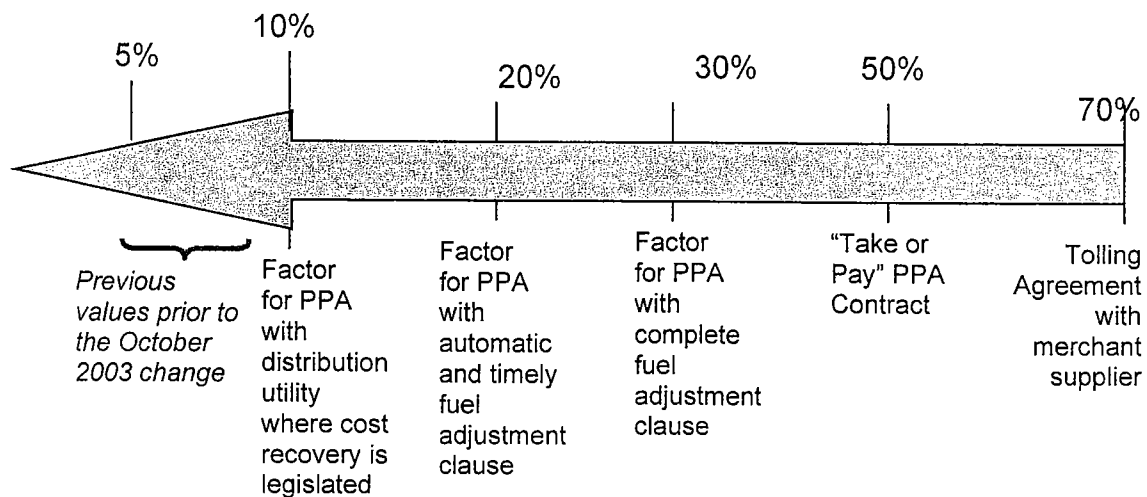 5%
10%
20%
30%
50%
70%
Previous
values prior to
the October
2003 change
Factor
for PPA
with
distribution
utility
where cost
recovery is
legislated
Factor
for PPA
with
automatic
and timely
fuel
adjustment
clause
Factor
for PPA
with
complete
fuel
adjustment
clause
"Take or
Pay" PPA
Contract
Tolling
Agreement
with
merchant
supplier